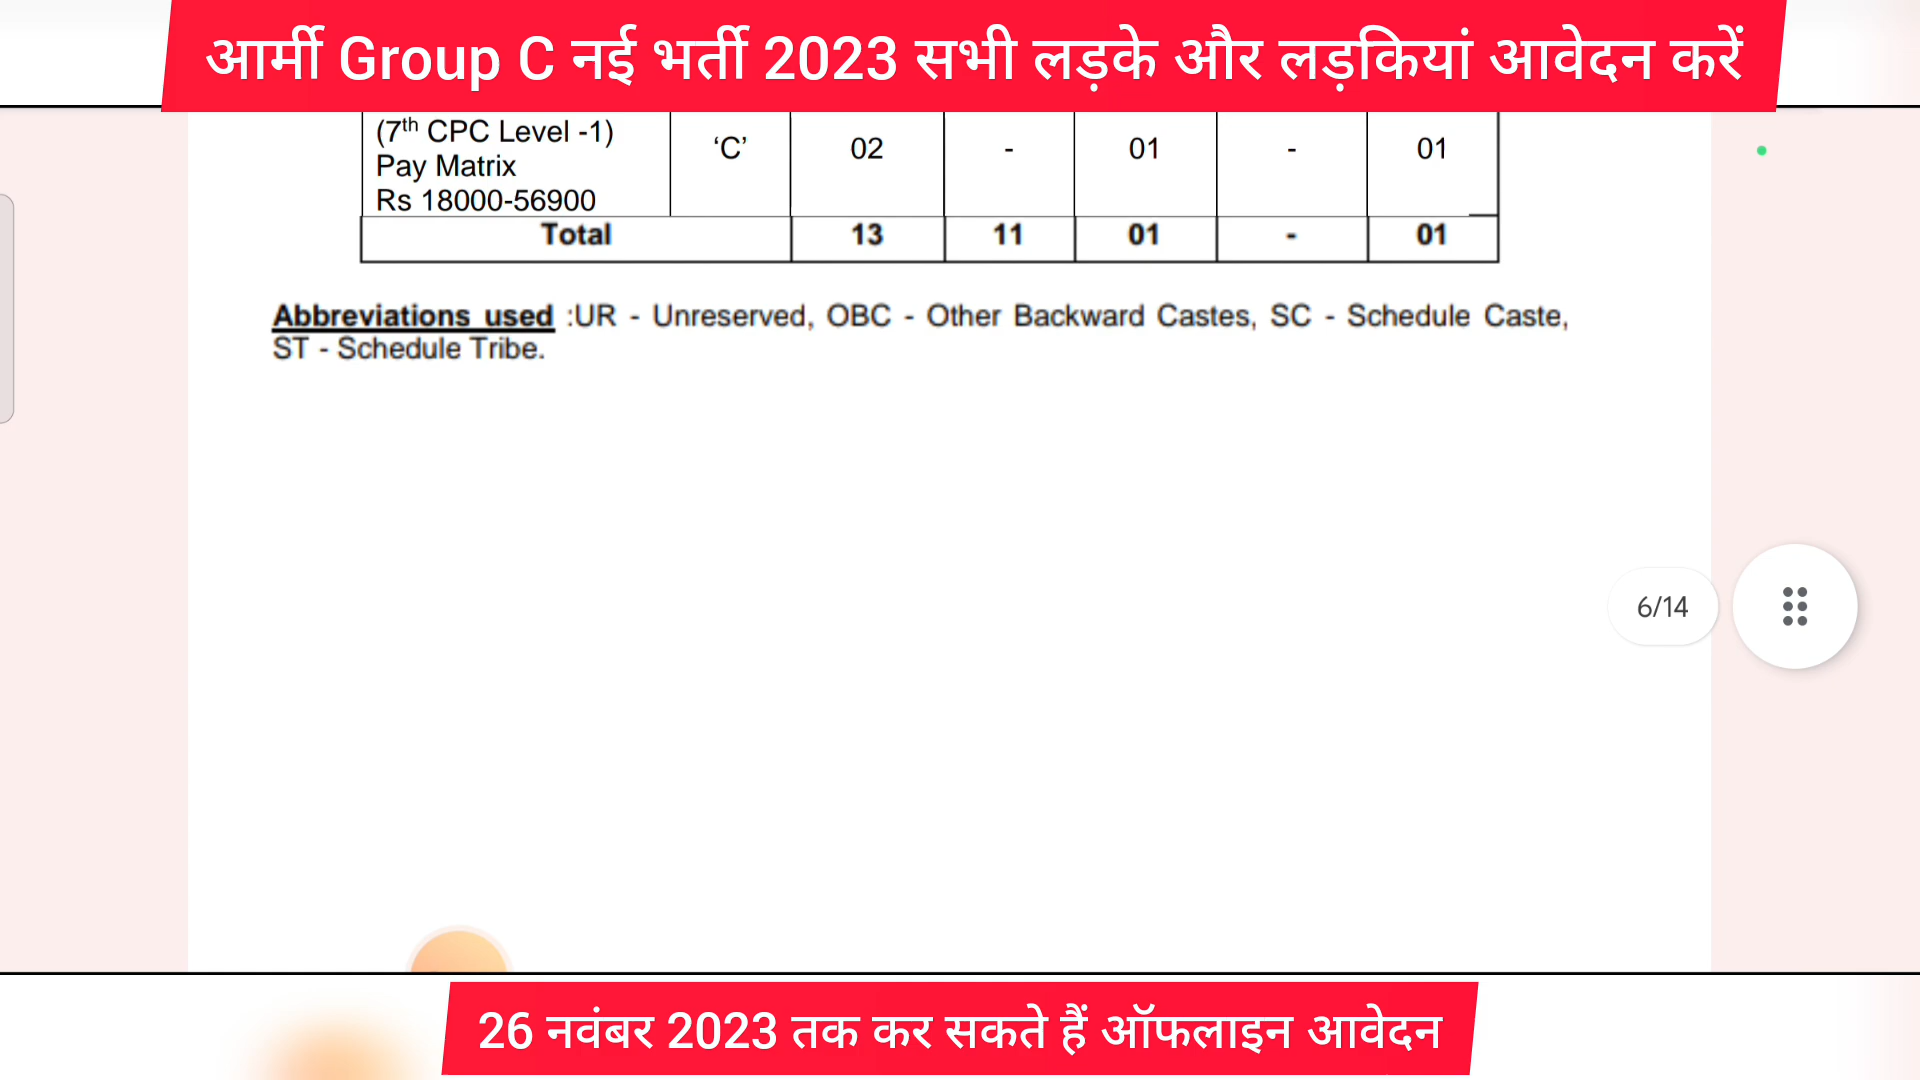 आर्मी Group C नई भर्ती 2023 सभी लड़के और लड़कियां आवेदन करें
(7th CPC Level -1)
Pay Matrix
Rs 18000-56900
‘C’ 02 - 01 - 01
Total 13 11 01 - 01
Abbreviations used :UR - Unreserved, OBC - Other Backward Castes, SC - Schedule Caste,
ST - Schedule Tribe.
6/14
26 नवंबर 2023 तक कर सकते हैं ऑफलाइन आवेदन